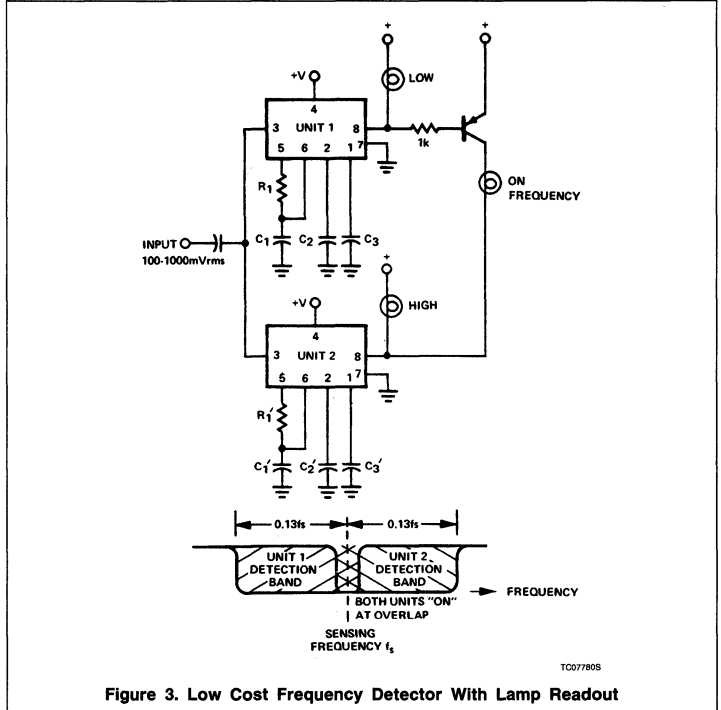 +
+
+V
LOW
4
3 UNIT 1 8
7
5 6 2 1
1k
R1
ON
FREQUENCY
C1 C2 C3
INPUT
100-1000mVrms
+
+V
HIGH
4
3 UNIT 2 8
7
5 6 2 1
R1′
C1′ C2′ C3′
0.13fs 0.13fs
UNIT 1
DETECTION
BAND
UNIT 2
DETECTION
BAND
FREQUENCY
BOTH UNITS "ON"
AT OVERLAP
SENSING
FREQUENCY fs
TC07780S
Figure 3. Low Cost Frequency Detector With Lamp Readout